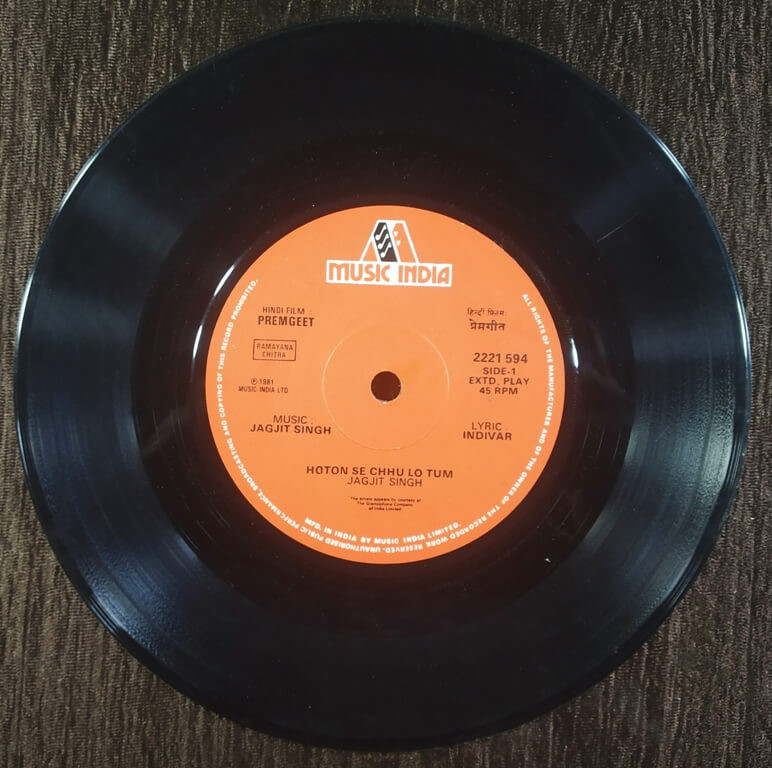 MUSIC INDIA
HINDI FILM
PREMGEET
RAMAYANA
CHITRA
℗ 1981
MUSIC INDIA LTD
हिन्दी फ़िल्म:
प्रेमगीत
2221 594
SIDE-1
EXTD. PLAY
45 RPM
MUSIC :
JAGJIT SINGH
LYRIC :
INDIVAR
HOTON SE CHHU LO TUM
JAGJIT SINGH
The artiste appears by courtesy of
The Gramophone Company
of India Limited
ALL RIGHTS OF THE MANUFACTURER AND OF THE OWNER OF THE RECORDED WORK RESERVED. UNAUTHORISED PUBLIC PERFORMANCE, BROADCASTING AND COPYING OF THIS RECORD PROHIBITED.
MFD. IN INDIA BY MUSIC INDIA LIMITED.